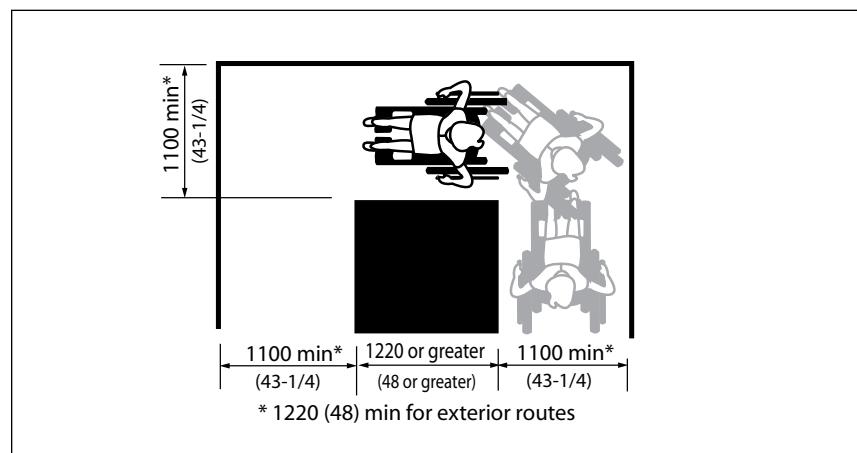 1100 min*
(43-1/4)
1100 min*
(43-1/4)
1220 or greater
(48 or greater)
1100 min*
(43-1/4)
* 1220 (48) min for exterior routes